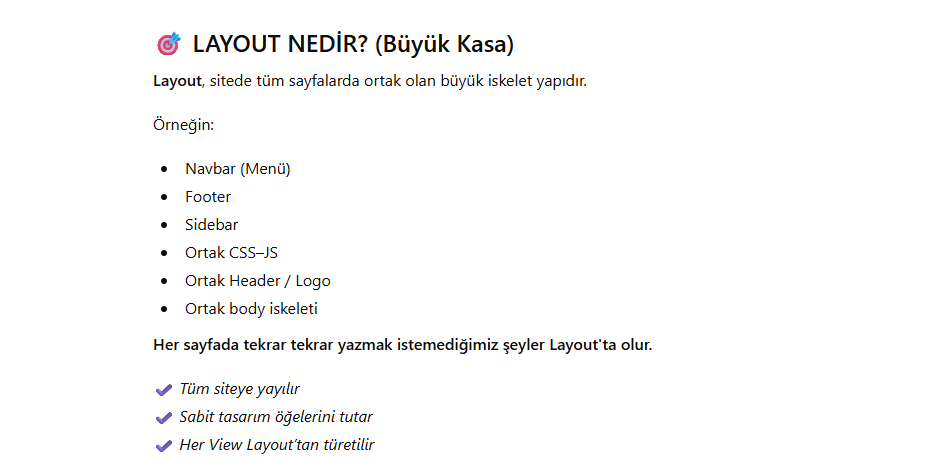 🎯 LAYOUT NEDİR? (Büyük Kasa)
Layout, sitede tüm sayfalarda ortak olan büyük iskelet yapıdır.
Örneğin:
• Navbar (Menü)
• Footer
• Sidebar
• Ortak CSS–JS
• Ortak Header / Logo
• Ortak body iskeleti
Her sayfada tekrar tekrar yazmak istemediğimiz şeyler Layout'ta olur.
✔ Tüm siteye yayılır
✔ Sabit tasarım öğelerini tutar
✔ Her View Layout’tan türetilir